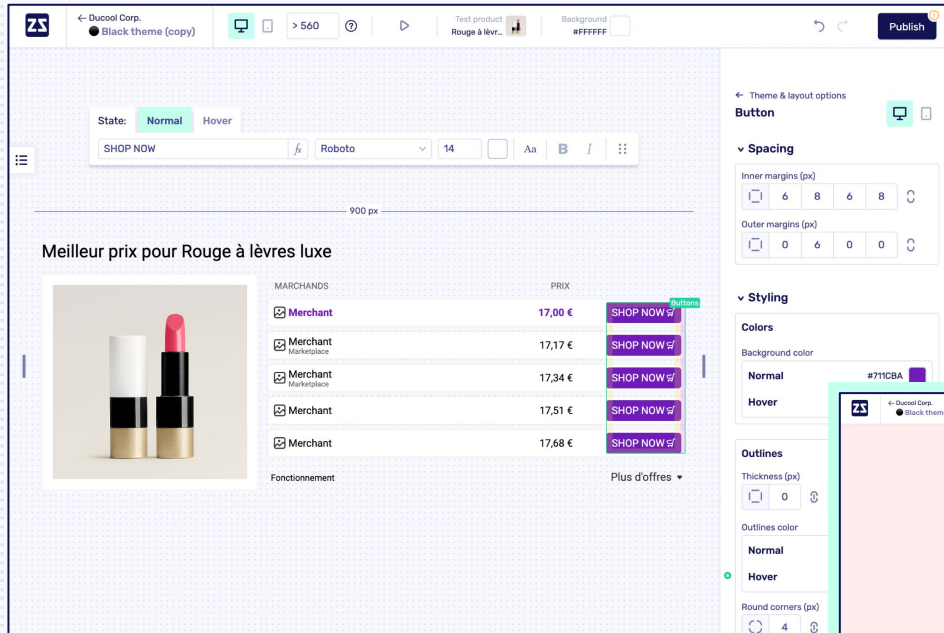 ← Ducool Corp.
Black theme (copy)
> 560
Test product
Rouge à lèvr...
Background
#FFFFFF
Publish
State: Normal Hover
SHOP NOW
fx
Roboto
14
Aa B I
900 px
Meilleur prix pour Rouge à lèvres luxe
MARCHANDS PRIX
Buttons
Merchant 17,00 € SHOP NOW
Merchant 17,17 € SHOP NOW
Marketplace
Merchant 17,34 € SHOP NOW
Marketplace
Merchant 17,51 € SHOP NOW
Merchant 17,68 € SHOP NOW
Fonctionnement Plus d'offres
← Theme & layout options
Button
Spacing
Inner margins (px)
6 8 6 8
Outer margins (px)
0 6 0 0
Styling
Colors
Background color
Normal #711CBA
Hover
Outlines
Thickness (px)
0
Outlines color
Normal
Hover
Round corners (px)
4
← Ducool Corp.
Black them